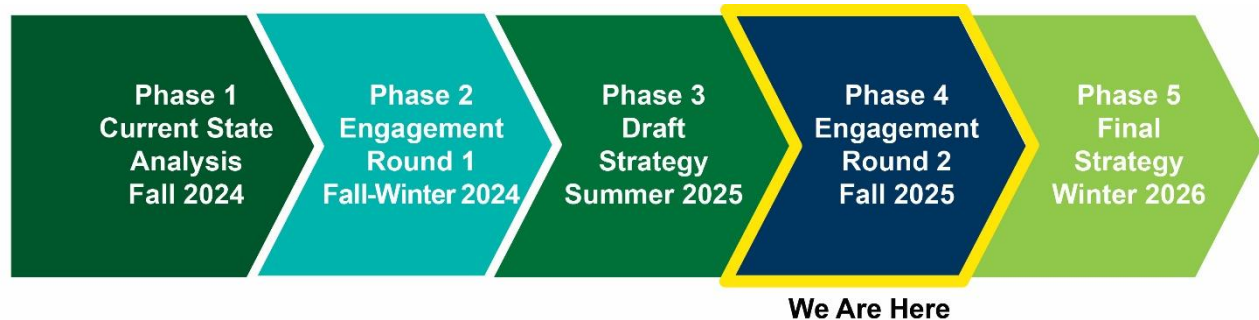 Phase 1
Current State
Analysis
Fall 2024
Phase 2
Engagement
Round 1
Fall-Winter 2024
Phase 3
Draft
Strategy
Summer 2025
Phase 4
Engagement
Round 2
Fall 2025
Phase 5
Final
Strategy
Winter 2026
We Are Here